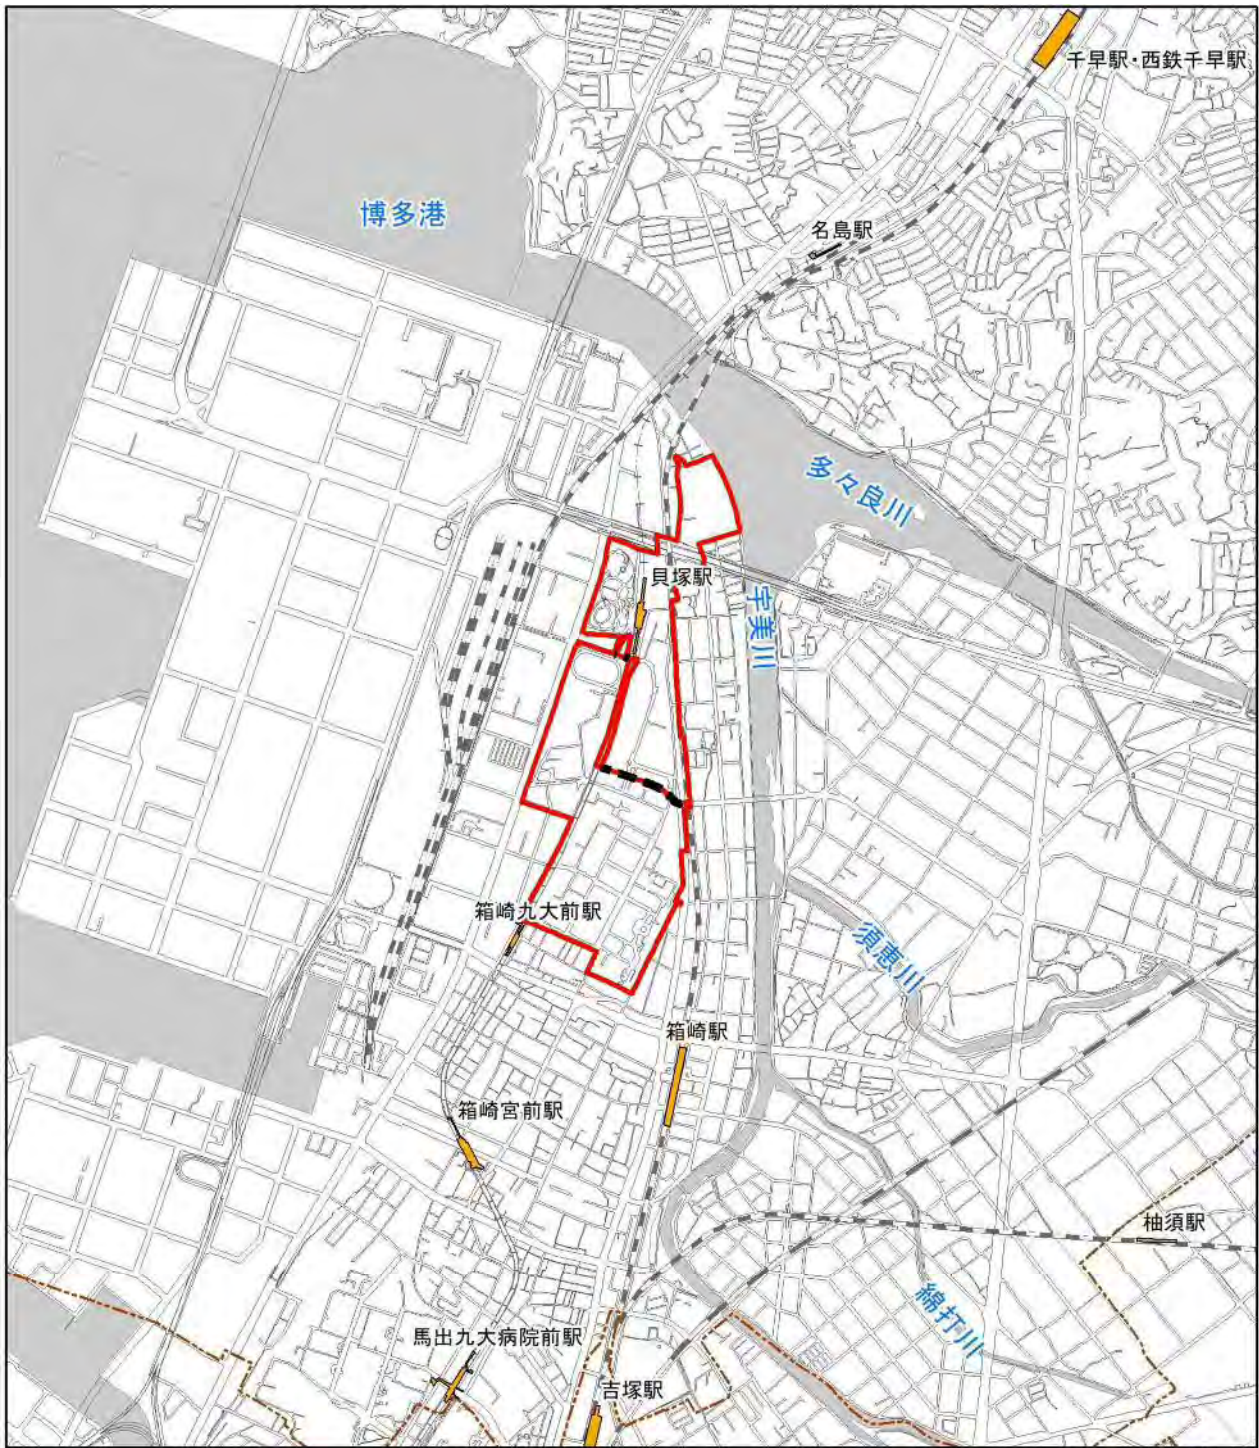 千早駅・西鉄千早駅
博多港
名島駅
多々良川
貝塚駅
宇美川
箱崎九大前駅
須恵川
箱崎駅
箱崎宮前駅
柚須駅
綿打川
馬出九大病院前駅
吉塚駅